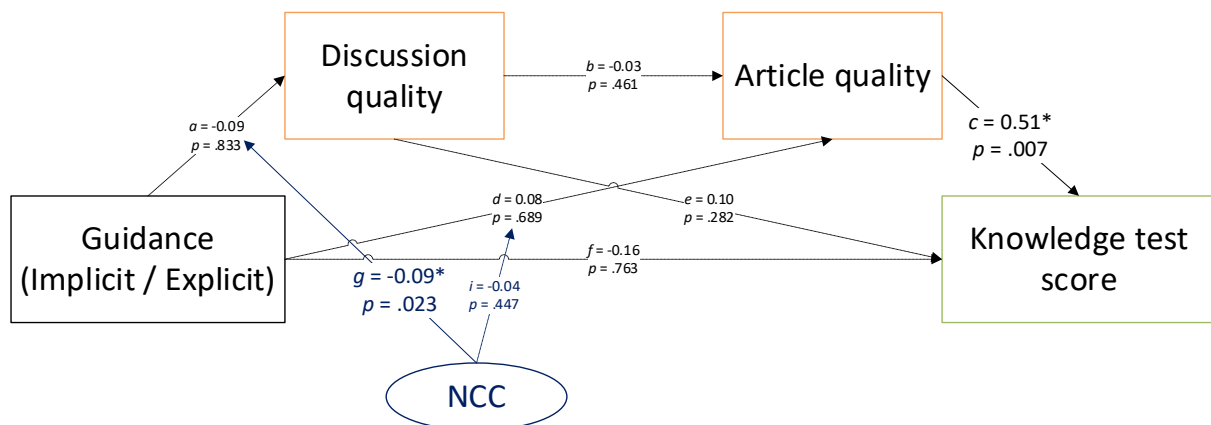 Discussion
quality
b = -0.03
p = .461
Article quality
a = -0.09
p = .833
c = 0.51*
p = .007
Guidance
(Implicit / Explicit)
d = 0.08
p = .689
e = 0.10
p = .282
Knowledge test
score
f = -0.16
p = .763
g = -0.09*
p = .023
i = -0.04
p = .447
NCC